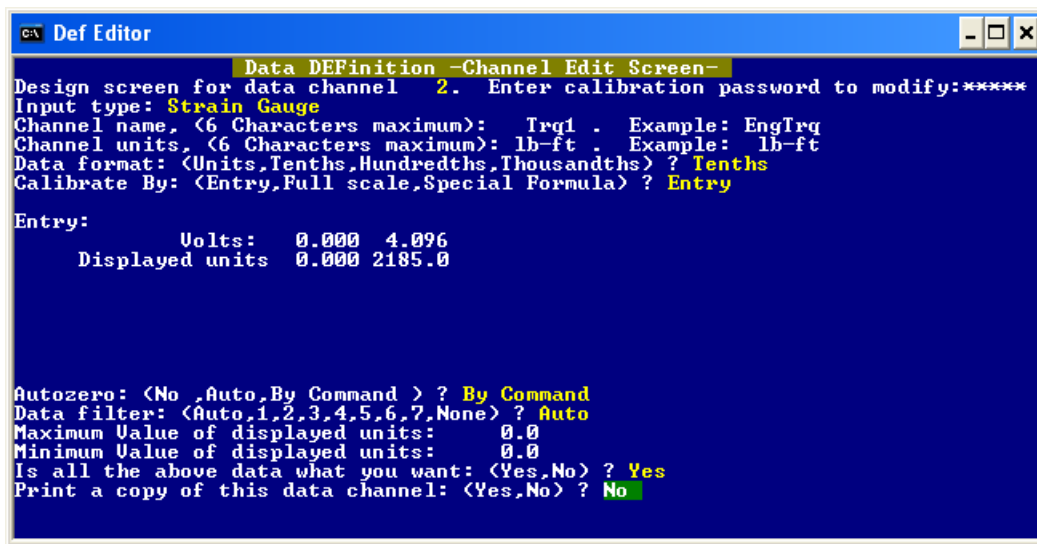 Def Editor
Data DEFinition -Channel Edit Screen-
Design screen for data channel 2. Enter calibration password to modify:*****
Input type: Strain Gauge
Channel name, (6 Characters maximum): Trq1 . Example: EngTrq
Channel units, (6 Characters maximum): lb-ft . Example: lb-ft
Data format: (Units,Tenths,Hundredths,Thousandths) ? Tenths
Calibrate By: (Entry,Full scale,Special Formula) ? Entry
Entry:
Volts: 0.000 4.096
Displayed units 0.000 2185.0
Autozero: (No ,Auto,By Command ) ? By Command
Data filter: (Auto,1,2,3,4,5,6,7,None) ? Auto
Maximum Value of displayed units: 0.0
Minimum Value of displayed units: 0.0
Is all the above data what you want: (Yes,No) ? Yes
Print a copy of this data channel: (Yes,No) ? No